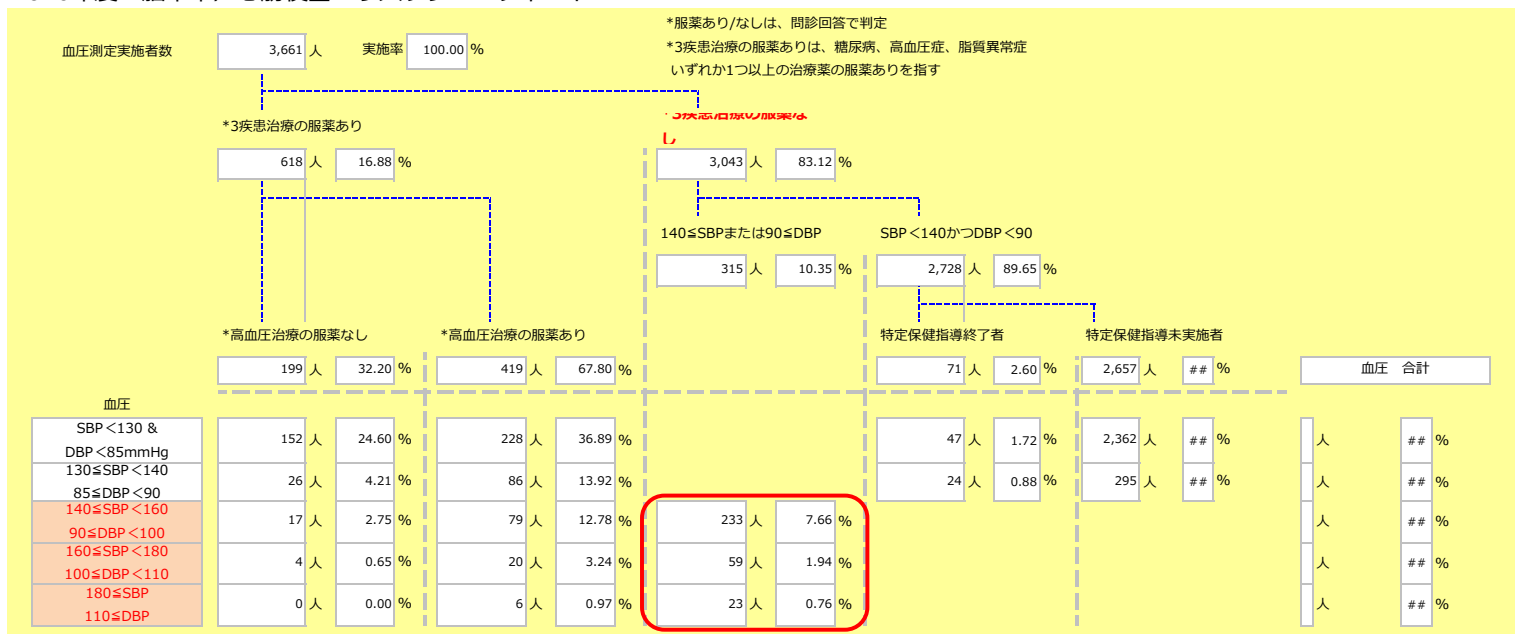 *服薬あり/なしは、問診回答で判定
血圧測定実施者数 3,661 人 実施率 100.00 % *3疾患治療の服薬ありは、糖尿病、高血圧症、脂質異常症
いずれか1つ以上の治療薬の服薬ありを指す
*3疾患治療の服薬あり *3疾患治療の服薬な
し
618 人 16.88 % 3,043 人 83.12 %
140≦SBPまたは90≦DBP SBP<140かつDBP<90
315 人 10.35 % 2,728 人 89.65 %
*高血圧治療の服薬なし *高血圧治療の服薬あり 特定保健指導終了者 特定保健指導未実施者
199 人 32.20 % 419 人 67.80 % 71 人 2.60 % 2,657 人 ## % 血圧 合計
血圧
SBP<130 &
DBP<85mmHg
152 人 24.60 % 228 人 36.89 % 47 人 1.72 % 2,362 人 ## % 人 ## %
130≦SBP<140
85≦DBP<90
26 人 4.21 % 86 人 13.92 % 24 人 0.88 % 295 人 ## % 人 ## %
140≦SBP<160
90≦DBP<100
17 人 2.75 % 79 人 12.78 % 233 人 7.66 % 人 ## %
160≦SBP<180
100≦DBP<110
4 人 0.65 % 20 人 3.24 % 59 人 1.94 % 人 ## %
180≦SBP
110≦DBP
0 人 0.00 % 6 人 0.97 % 23 人 0.76 % 人 ## %